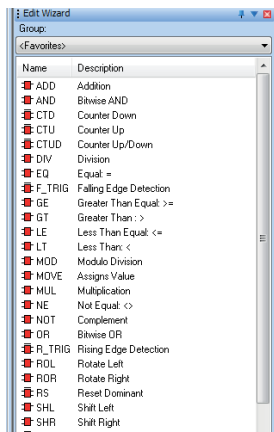 Edit Wizard
Group:
<Favorites>
Name Description
ADD Addition
AND Bitwise AND
CTD Counter Down
CTU Counter Up
CTUD Counter Up/Down
DIV Division
EQ Equal: =
F_TRIG Falling Edge Detection
GE Greater Than Equal: >=
GT Greater Than : >
LE Less Than Equal: <=
LT Less Than: <
MOD Modulo Division
MOVE Assigns Value
MUL Multiplication
NE Not Equal: <>
NOT Complement
OR Bitwise OR
R_TRIG Rising Edge Detection
ROL Rotate Left
ROR Rotate Right
RS Reset Dominant
SHL Shift Left
SHR Shift Right